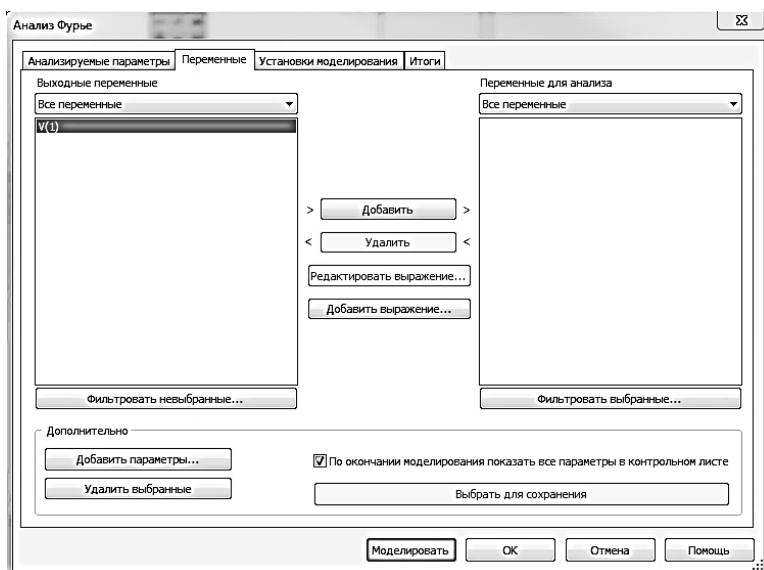 Анализ Фурье
Анализируемые параметры Переменные Установки моделирования Итоги
Выходные переменные
Все переменные
V(1)
Переменные для анализа
Все переменные
> Добавить >
< Удалить <
Редактировать выражение...
Добавить выражение...
Фильтровать невыбранные...
Фильтровать выбранные...
Дополнительно
Добавить параметры...
Удалить выбранные
По окончании моделирования показать все параметры в контрольном листе
Выбрать для сохранения
Моделировать OK Отмена Помощь